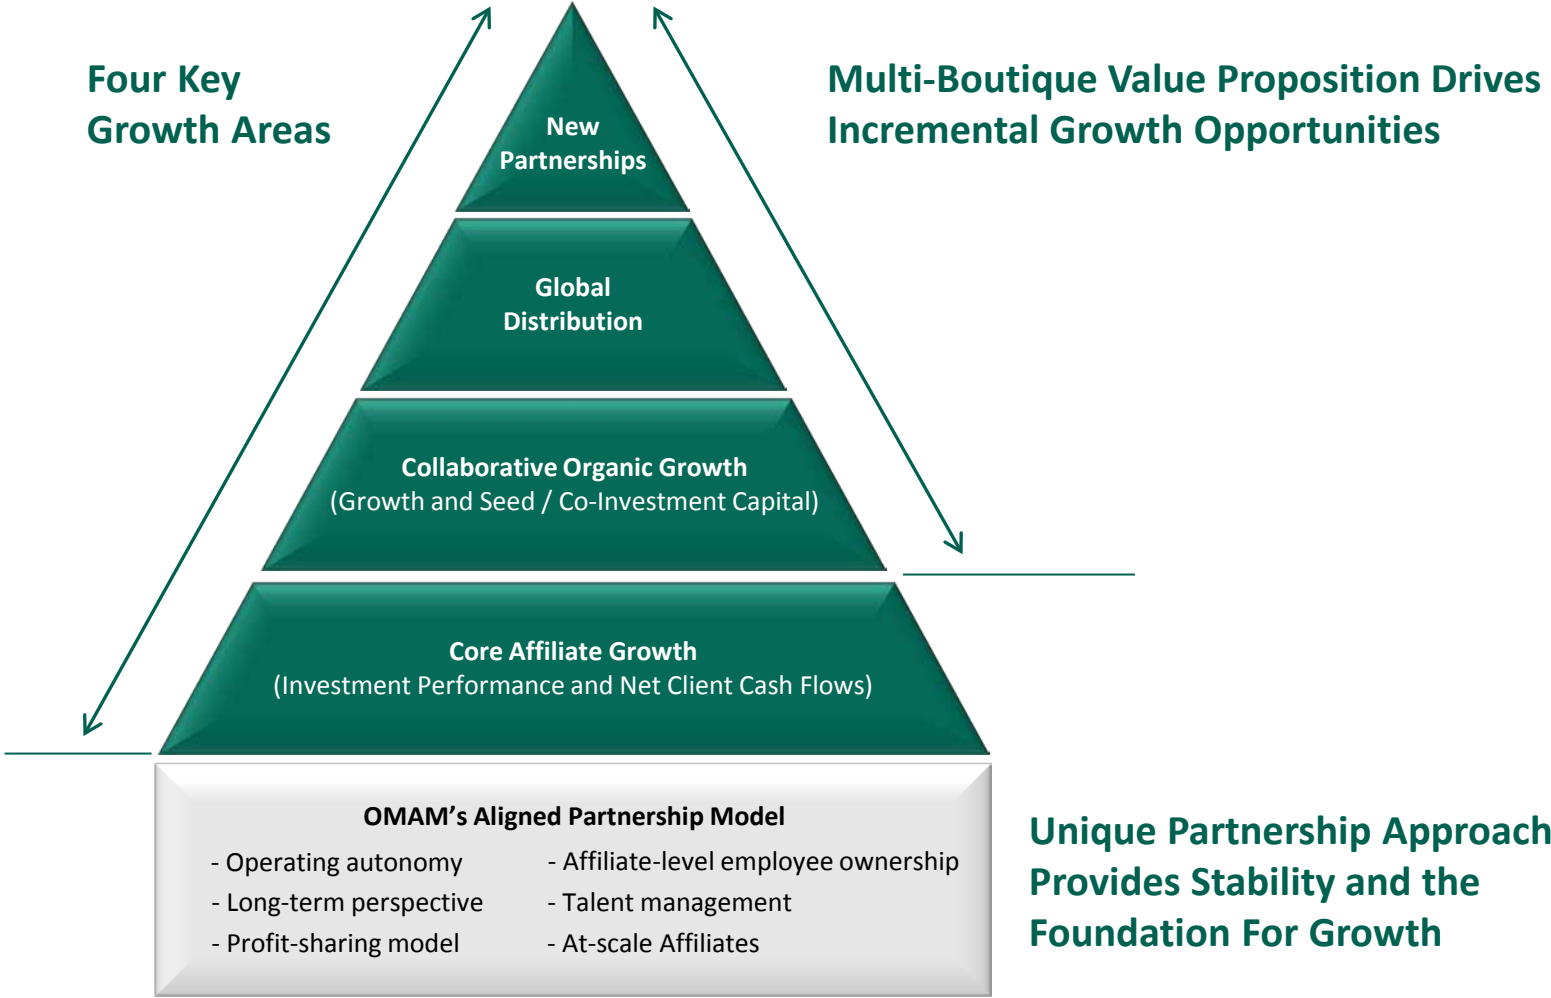 Four Key
Growth Areas
Multi-Boutique Value Proposition Drives
Incremental Growth Opportunities
New
Partnerships
Global
Distribution
Collaborative Organic Growth
(Growth and Seed / Co-Investment Capital)
Core Affiliate Growth
(Investment Performance and Net Client Cash Flows)
OMAM’s Aligned Partnership Model
- Operating autonomy
- Long-term perspective
- Profit-sharing model
- Affiliate-level employee ownership
- Talent management
- At-scale Affiliates
Unique Partnership Approach
Provides Stability and the
Foundation For Growth